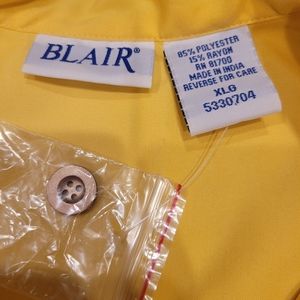 BLAIR®
85% POLYESTER
15% RAYON
RN 81700
MADE IN INDIA
REVERSE FOR CARE
XLG
5330704